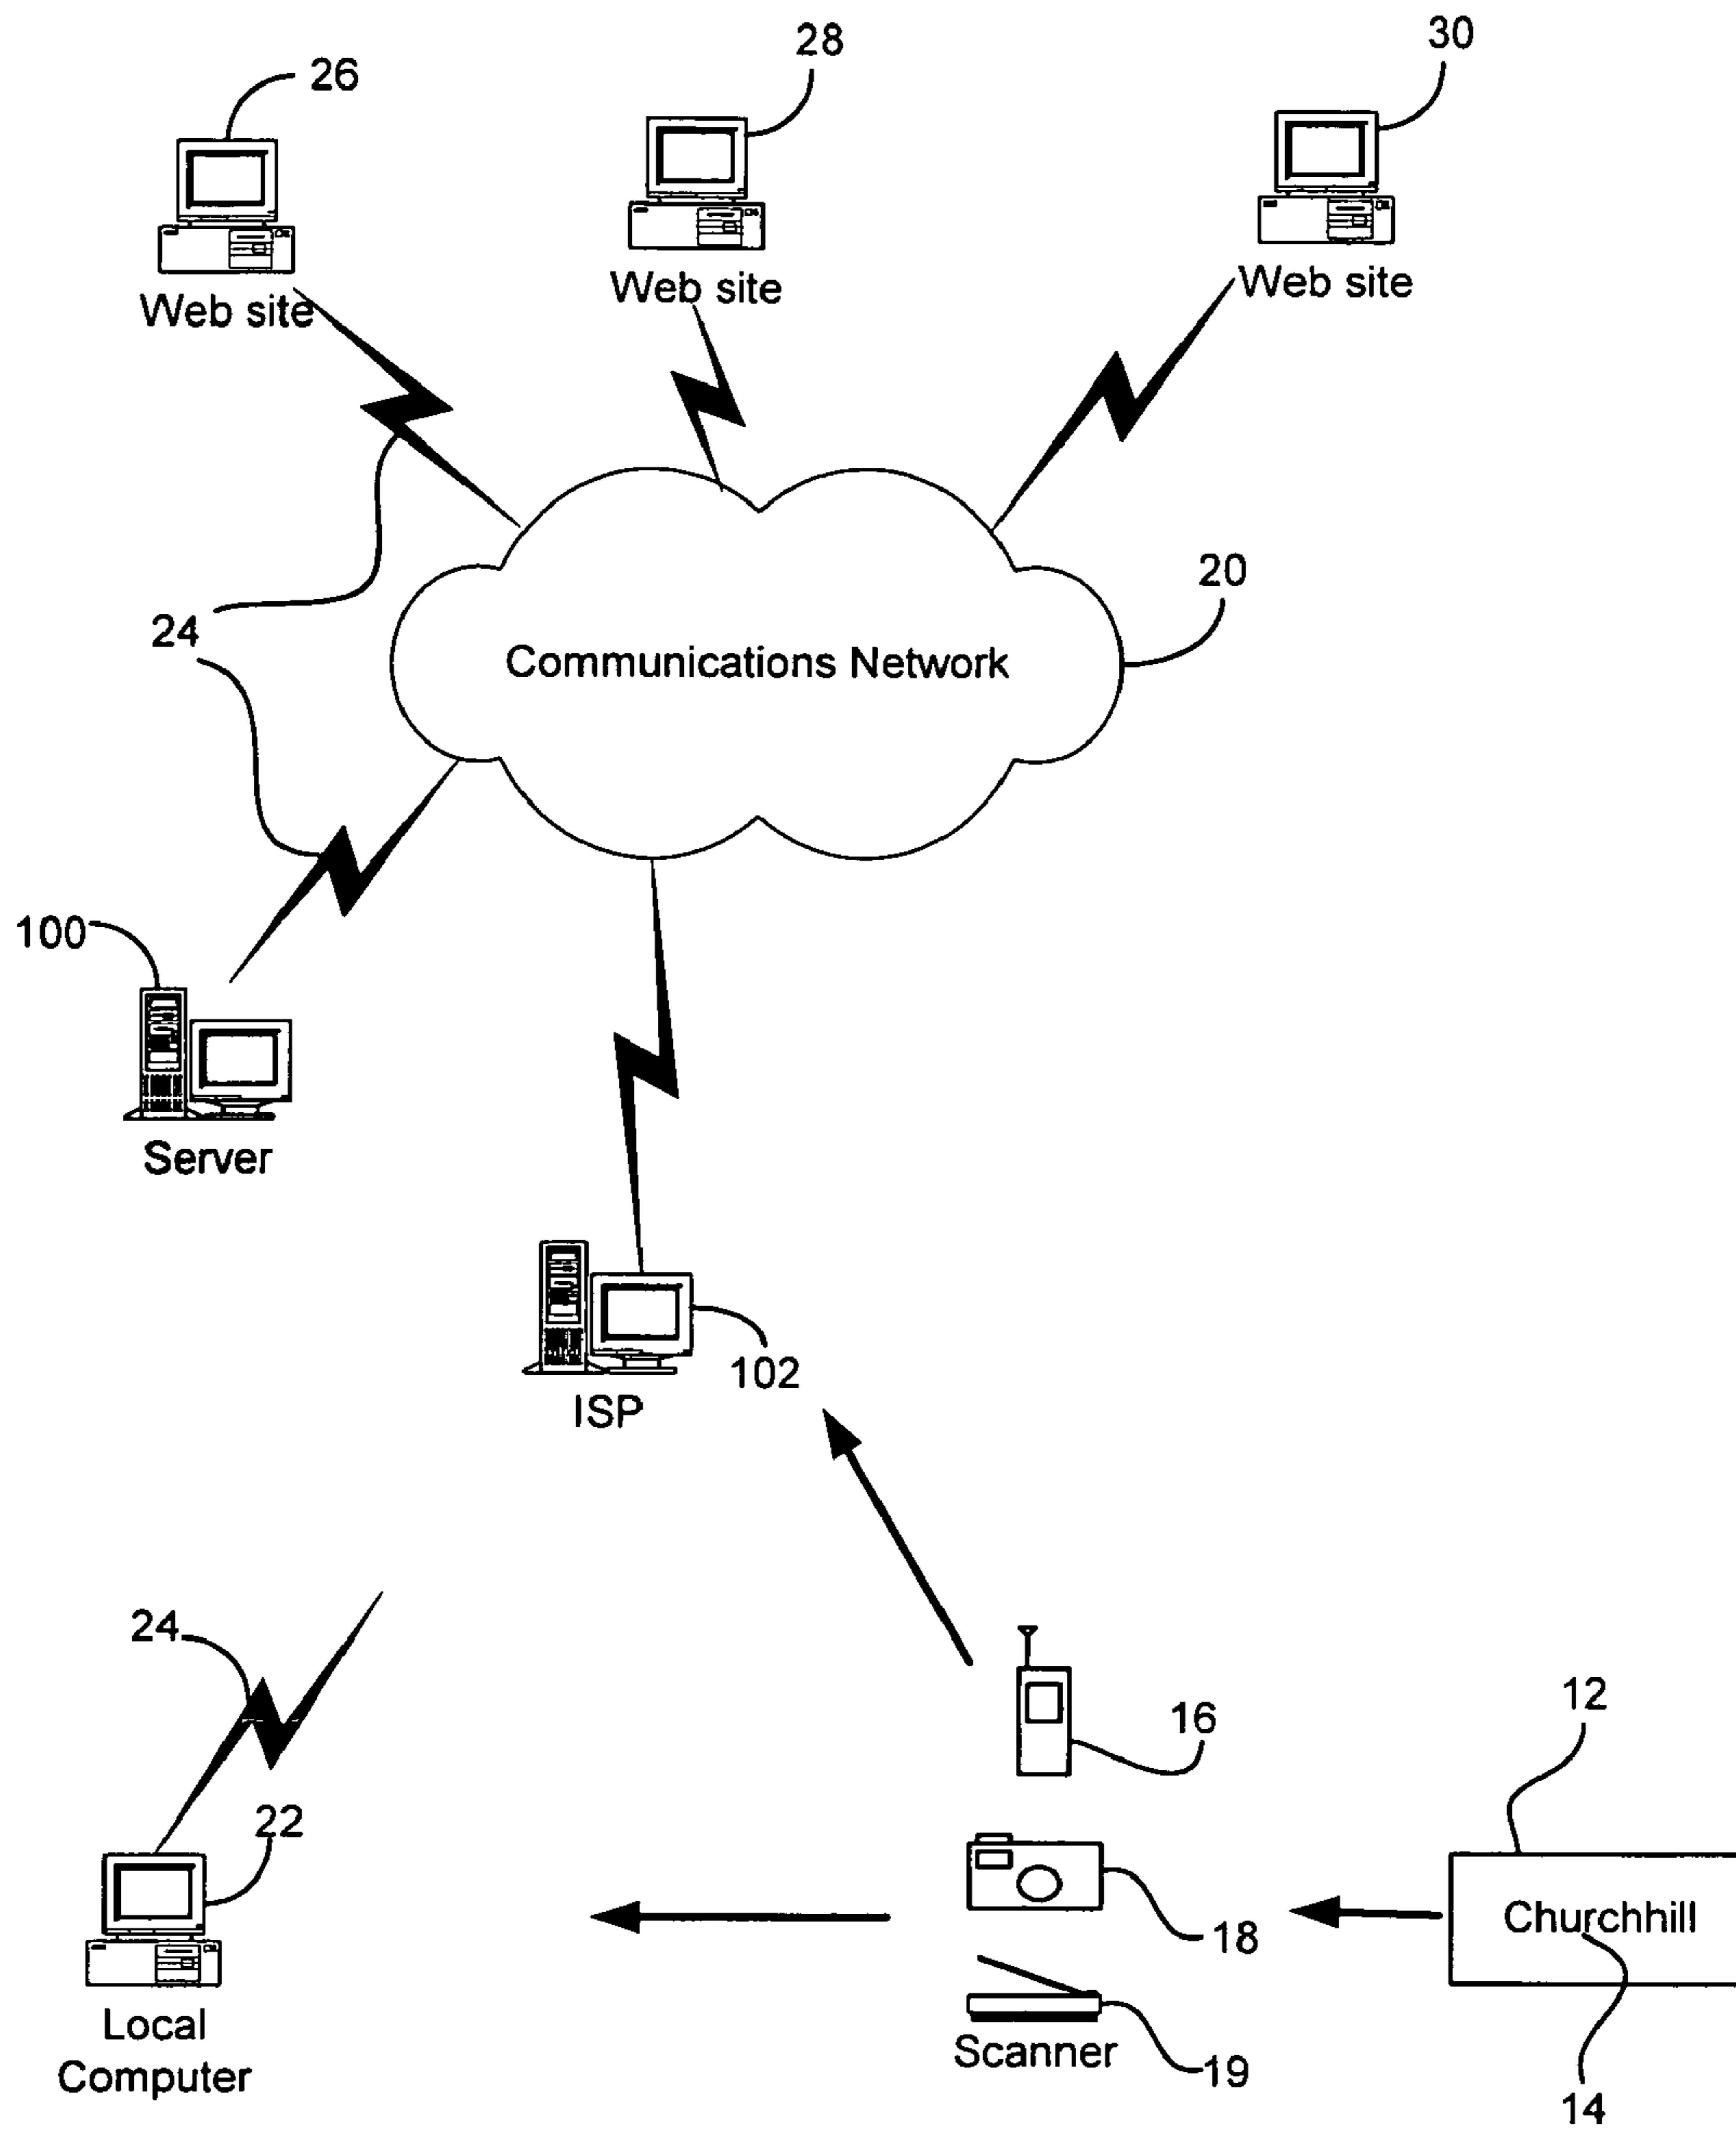 26
28
30
Web site
Web site
Web site
24
Communications Network
20
100
Server
102
ISP
24
22
Local
Computer
16
18
Scanner
19
12
Churchhill
14